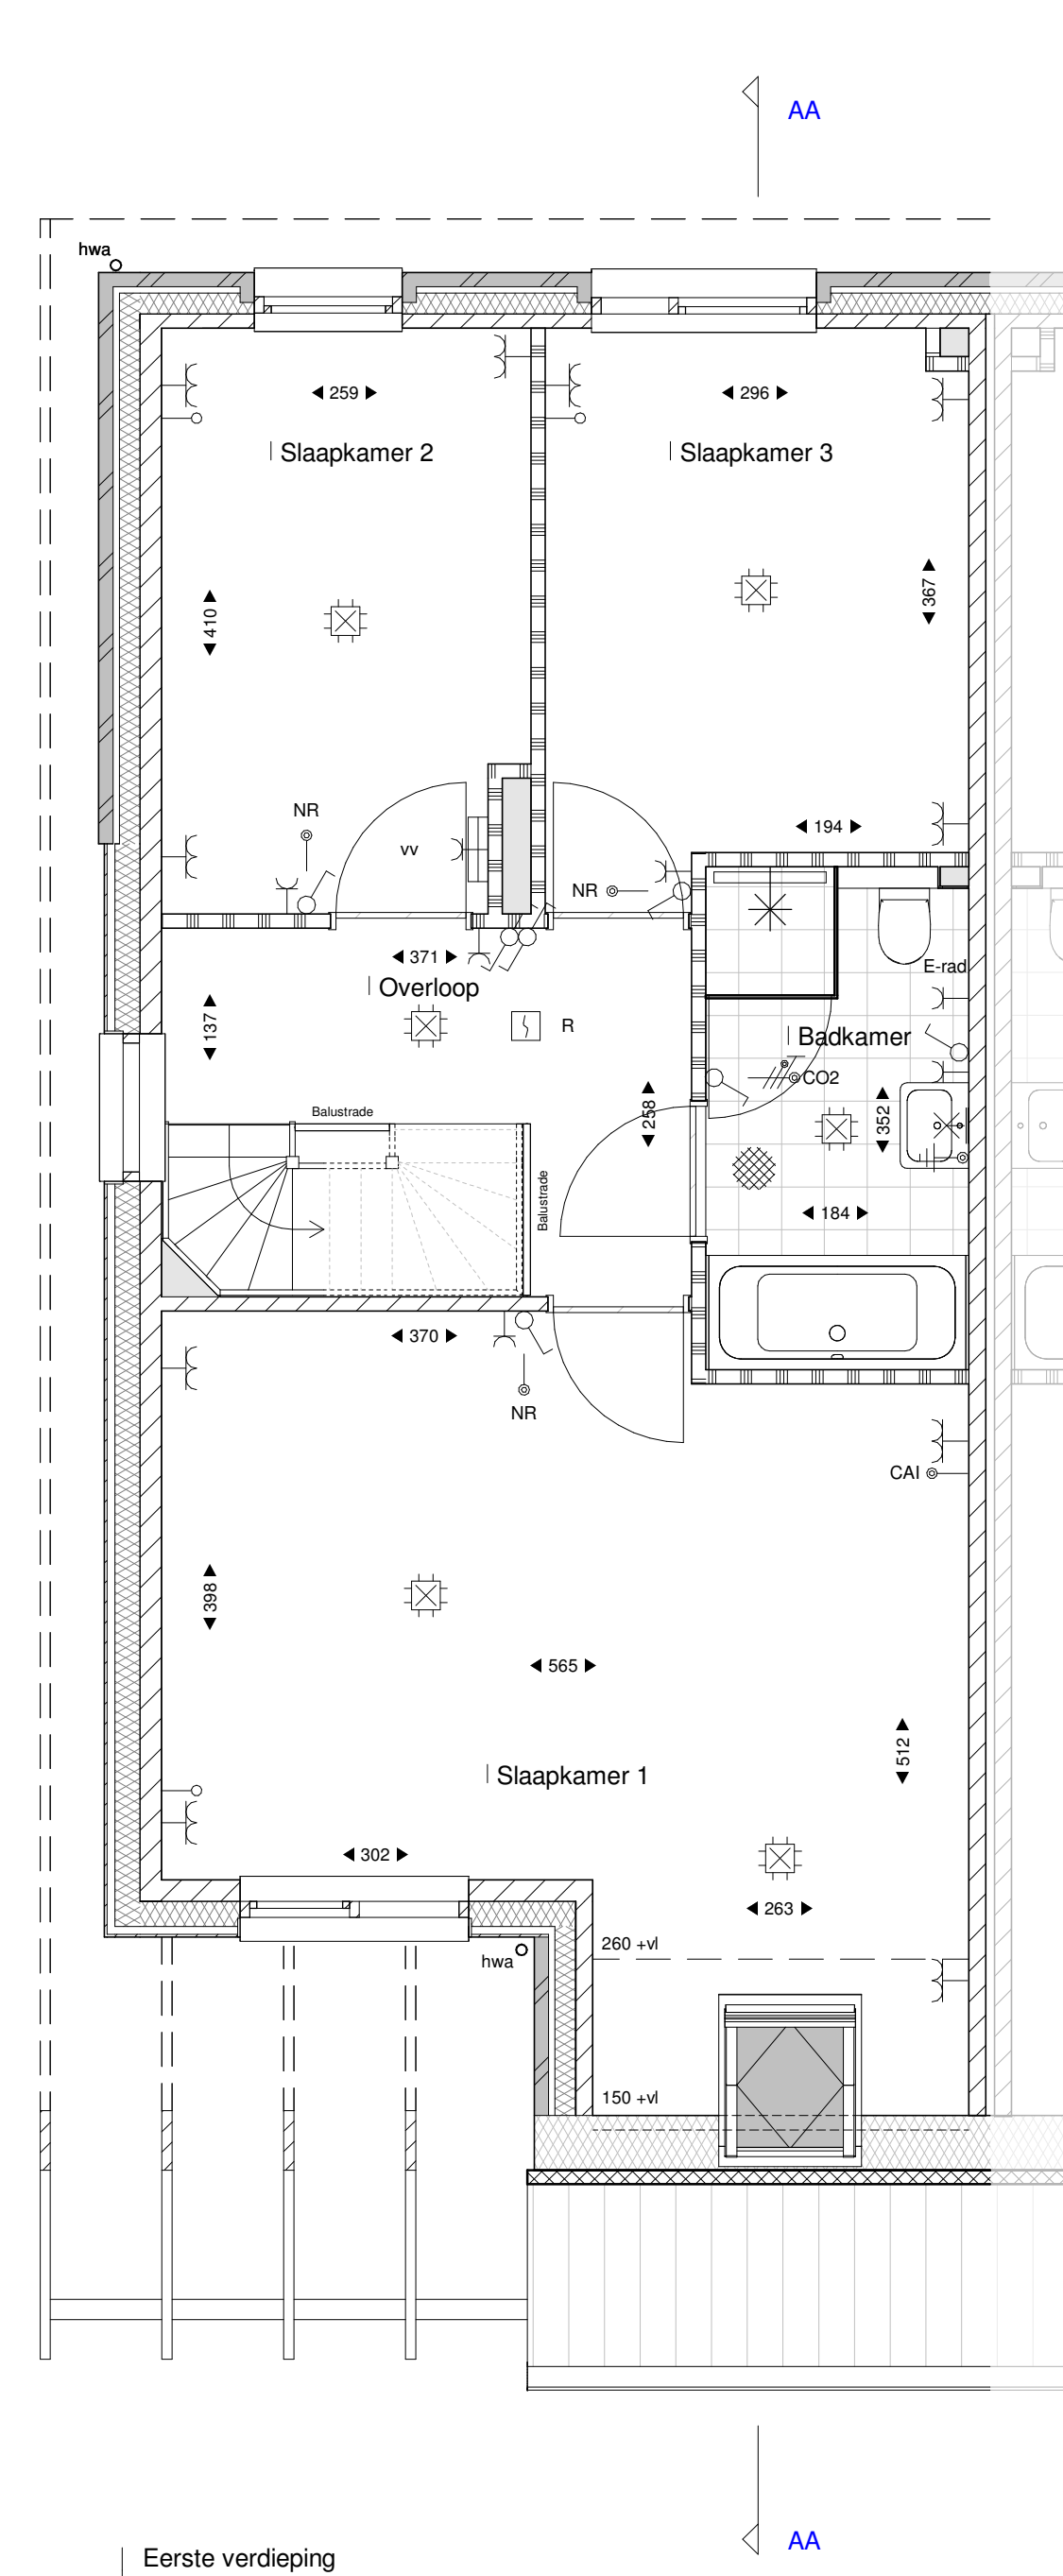 AA
hwa
259
296
Slaapkamer 2
Slaapkamer 3
410
367
NR
194
vv
NR
371
E-rad
Overloop
137
R
Badkamer
CO2
Balustrade
258
352
Balustrade
184
370
NR
CAI
398
565
512
Slaapkamer 1
302
263
260 +vl
hwa
150 +vl
AA
Eerste verdieping